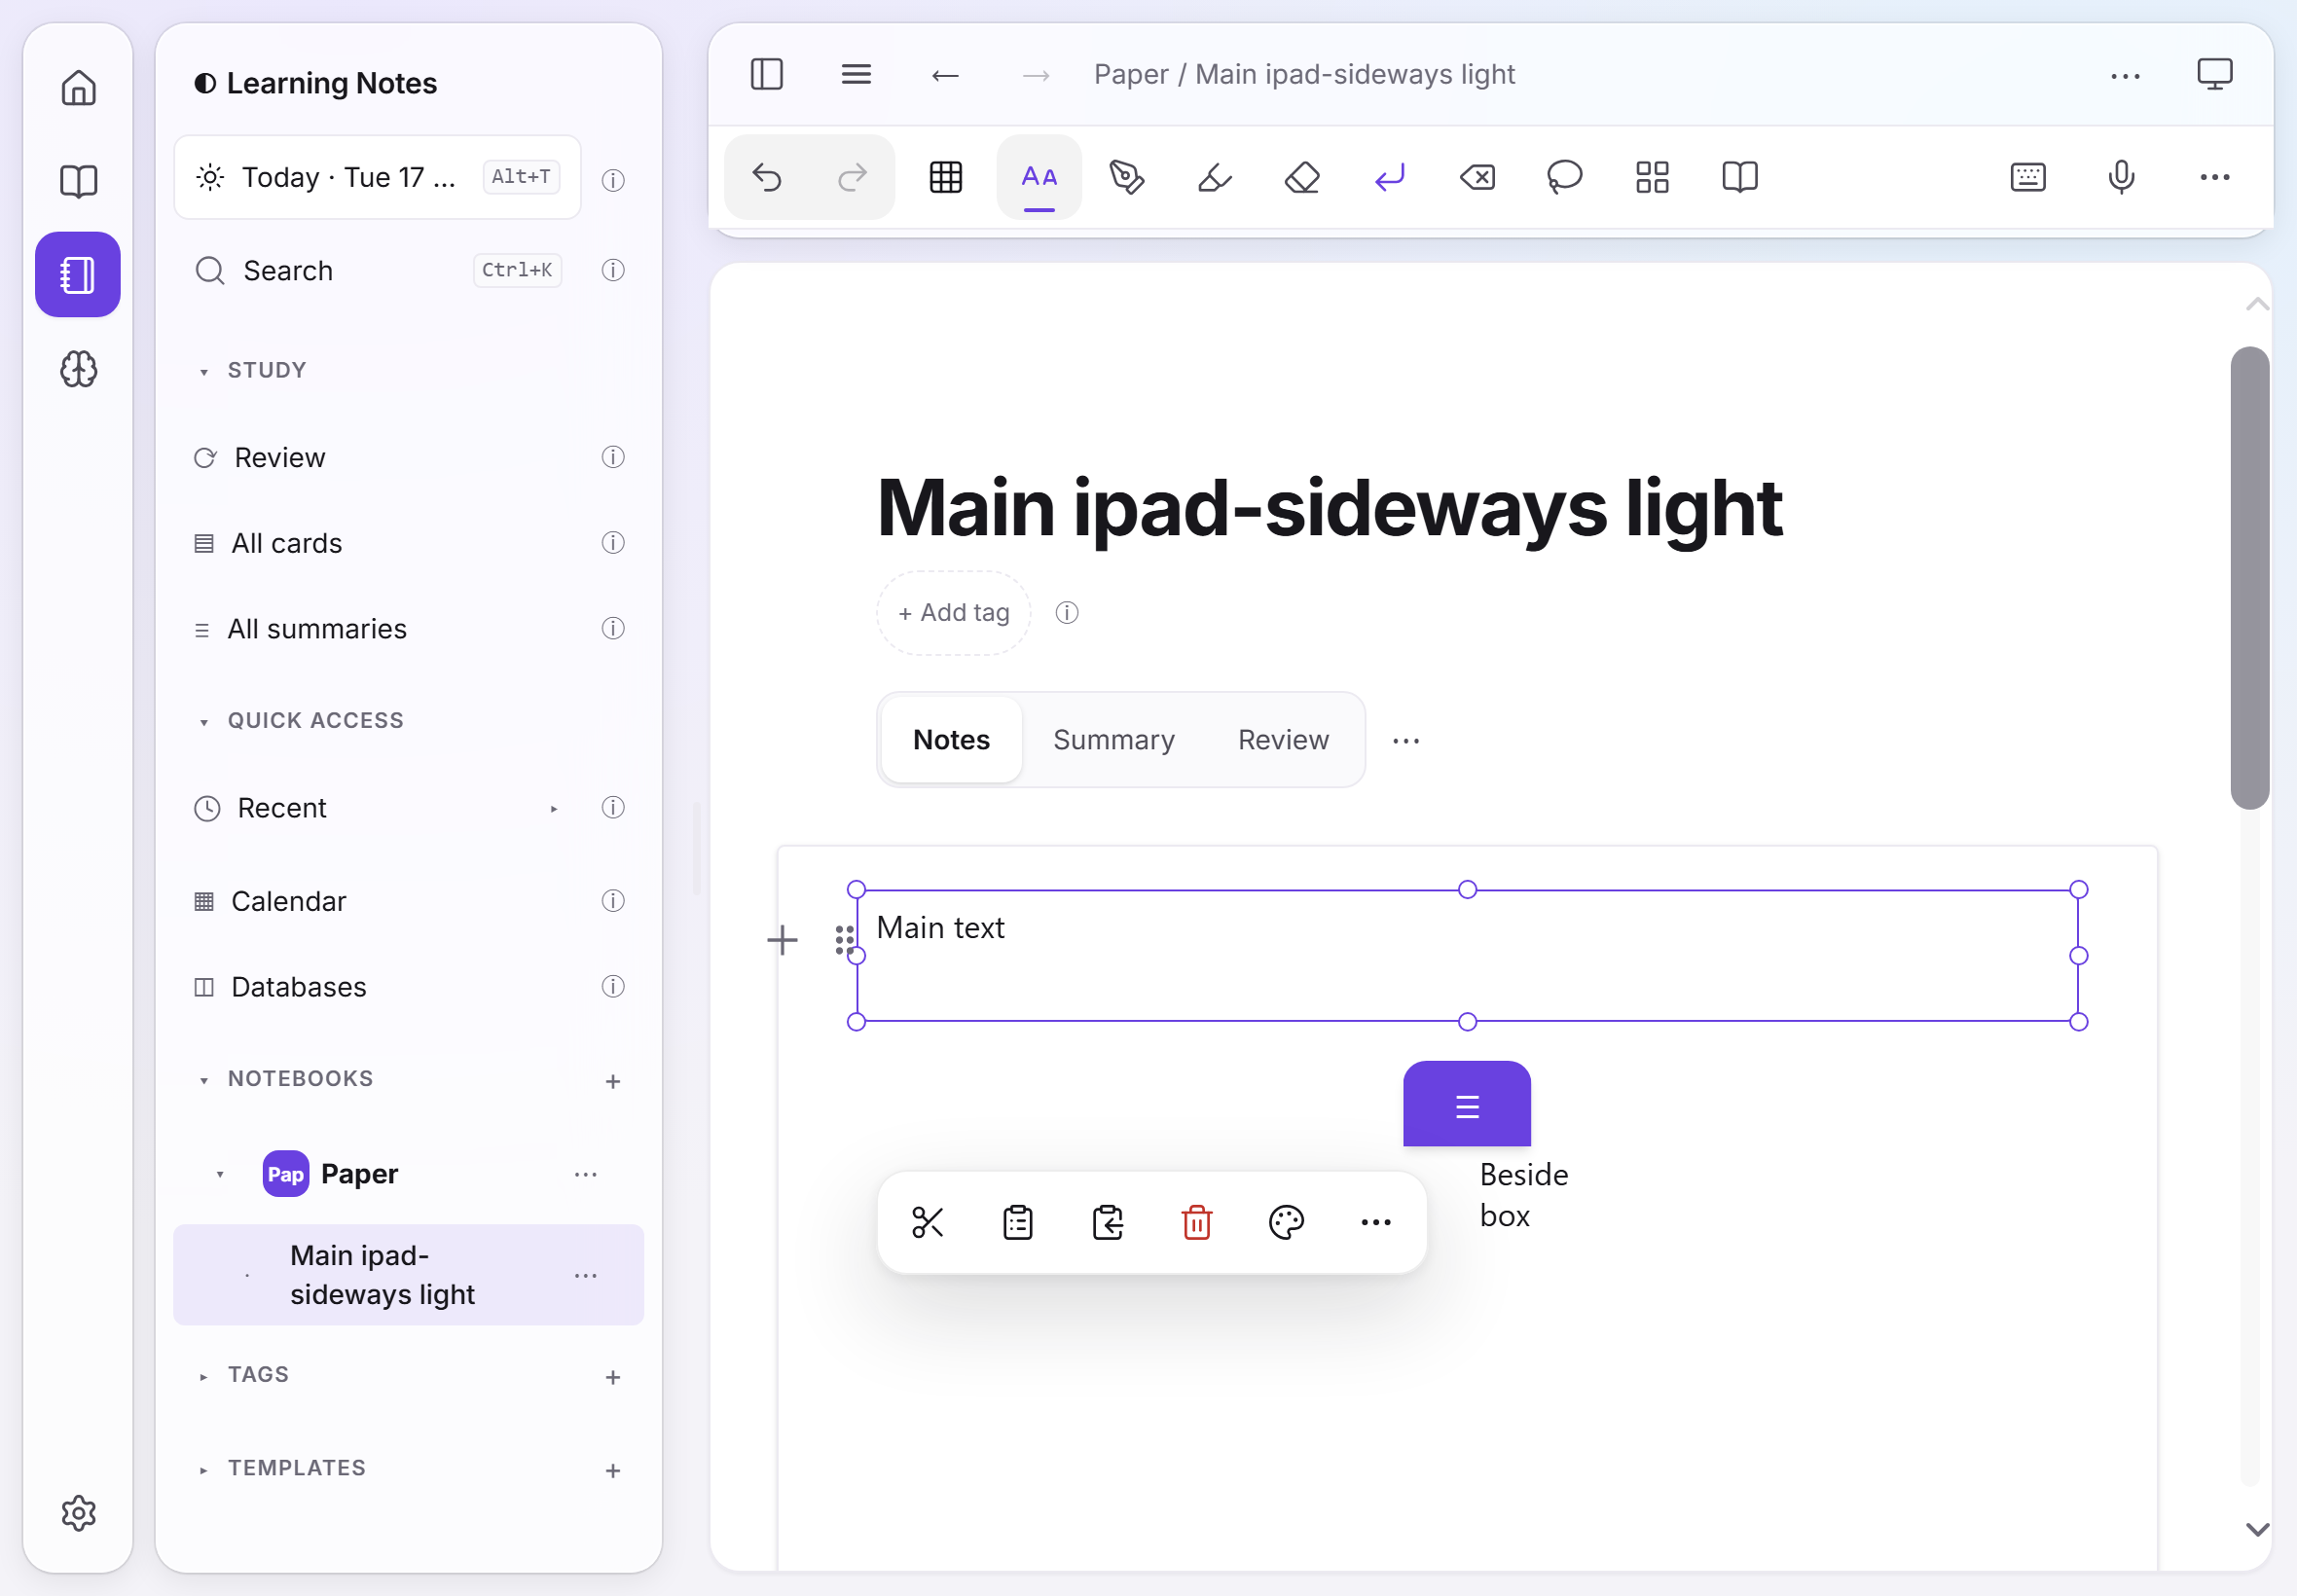 Learning Notes
Today · Tue 17 ... Alt+T
Search Ctrl+K
STUDY
Review
All cards
All summaries
QUICK ACCESS
Recent
Calendar
Databases
NOTEBOOKS
Pap Paper
Main ipad-
sideways light
TAGS
TEMPLATES
Paper / Main ipad-sideways light
Main ipad-sideways light
+ Add tag
Notes Summary Review
Main text
Beside
box